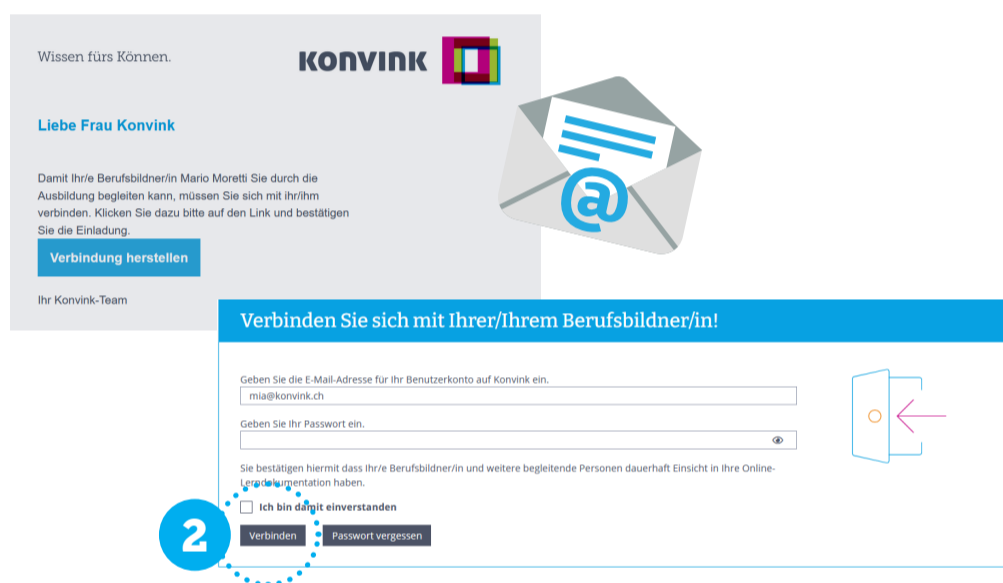 Wissen fürs Können.
KONVINK
Liebe Frau Konvink
Damit Ihr/e Berufsbildner/in Mario Moretti Sie durch die
Ausbildung begleiten kann, müssen Sie sich mit ihr/ihm
verbinden. Klicken Sie dazu bitte auf den Link und bestätigen
Sie die Einladung.
Verbindung herstellen
Ihr Konvink-Team
@
Verbinden Sie sich mit Ihrer/Ihrem Berufsbildner/in!
Geben Sie die E-Mail-Adresse für Ihr Benutzerkonto auf Konvink ein.
mia@konvink.ch
Geben Sie Ihr Passwort ein.
Sie bestätigen hiermit dass Ihr/e Berufsbildner/in und weitere begleitende Personen dauerhaft Einsicht in Ihre Online-
Lerndokumentation haben.
Ich bin damit einverstanden
2
Verbinden
Passwort vergessen